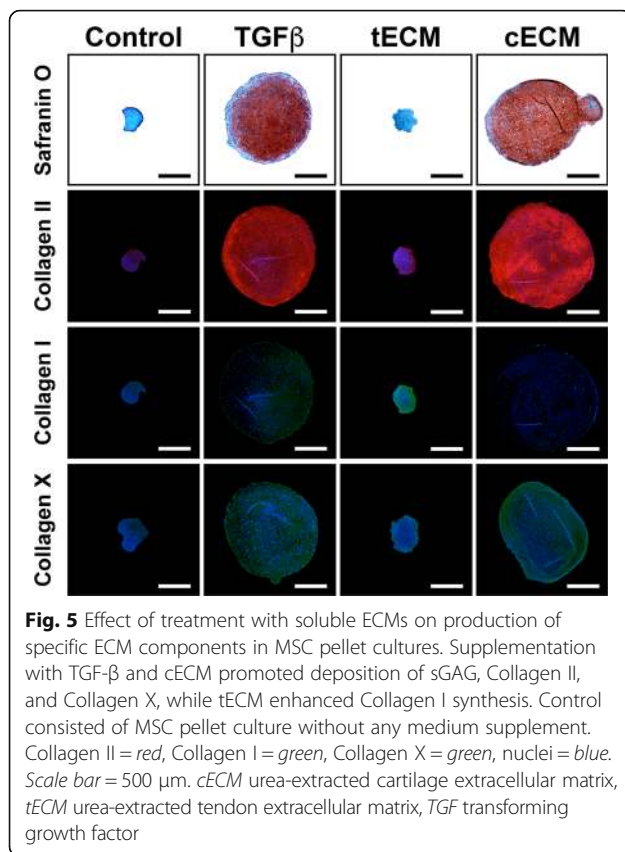 Control TGFβ tECM cECM
Safranin O
Collagen II
Collagen I
Collagen X
Fig. 5 Effect of treatment with soluble ECMs on production of
specific ECM components in MSC pellet cultures. Supplementation
with TGF-β and cECM promoted deposition of sGAG, Collagen II,
and Collagen X, while tECM enhanced Collagen I synthesis. Control
consisted of MSC pellet culture without any medium supplement.
Collagen II = red, Collagen I = green, Collagen X = green, nuclei = blue.
Scale bar = 500 μm. cECM urea-extracted cartilage extracellular matrix,
tECM urea-extracted tendon extracellular matrix, TGF transforming
growth factor